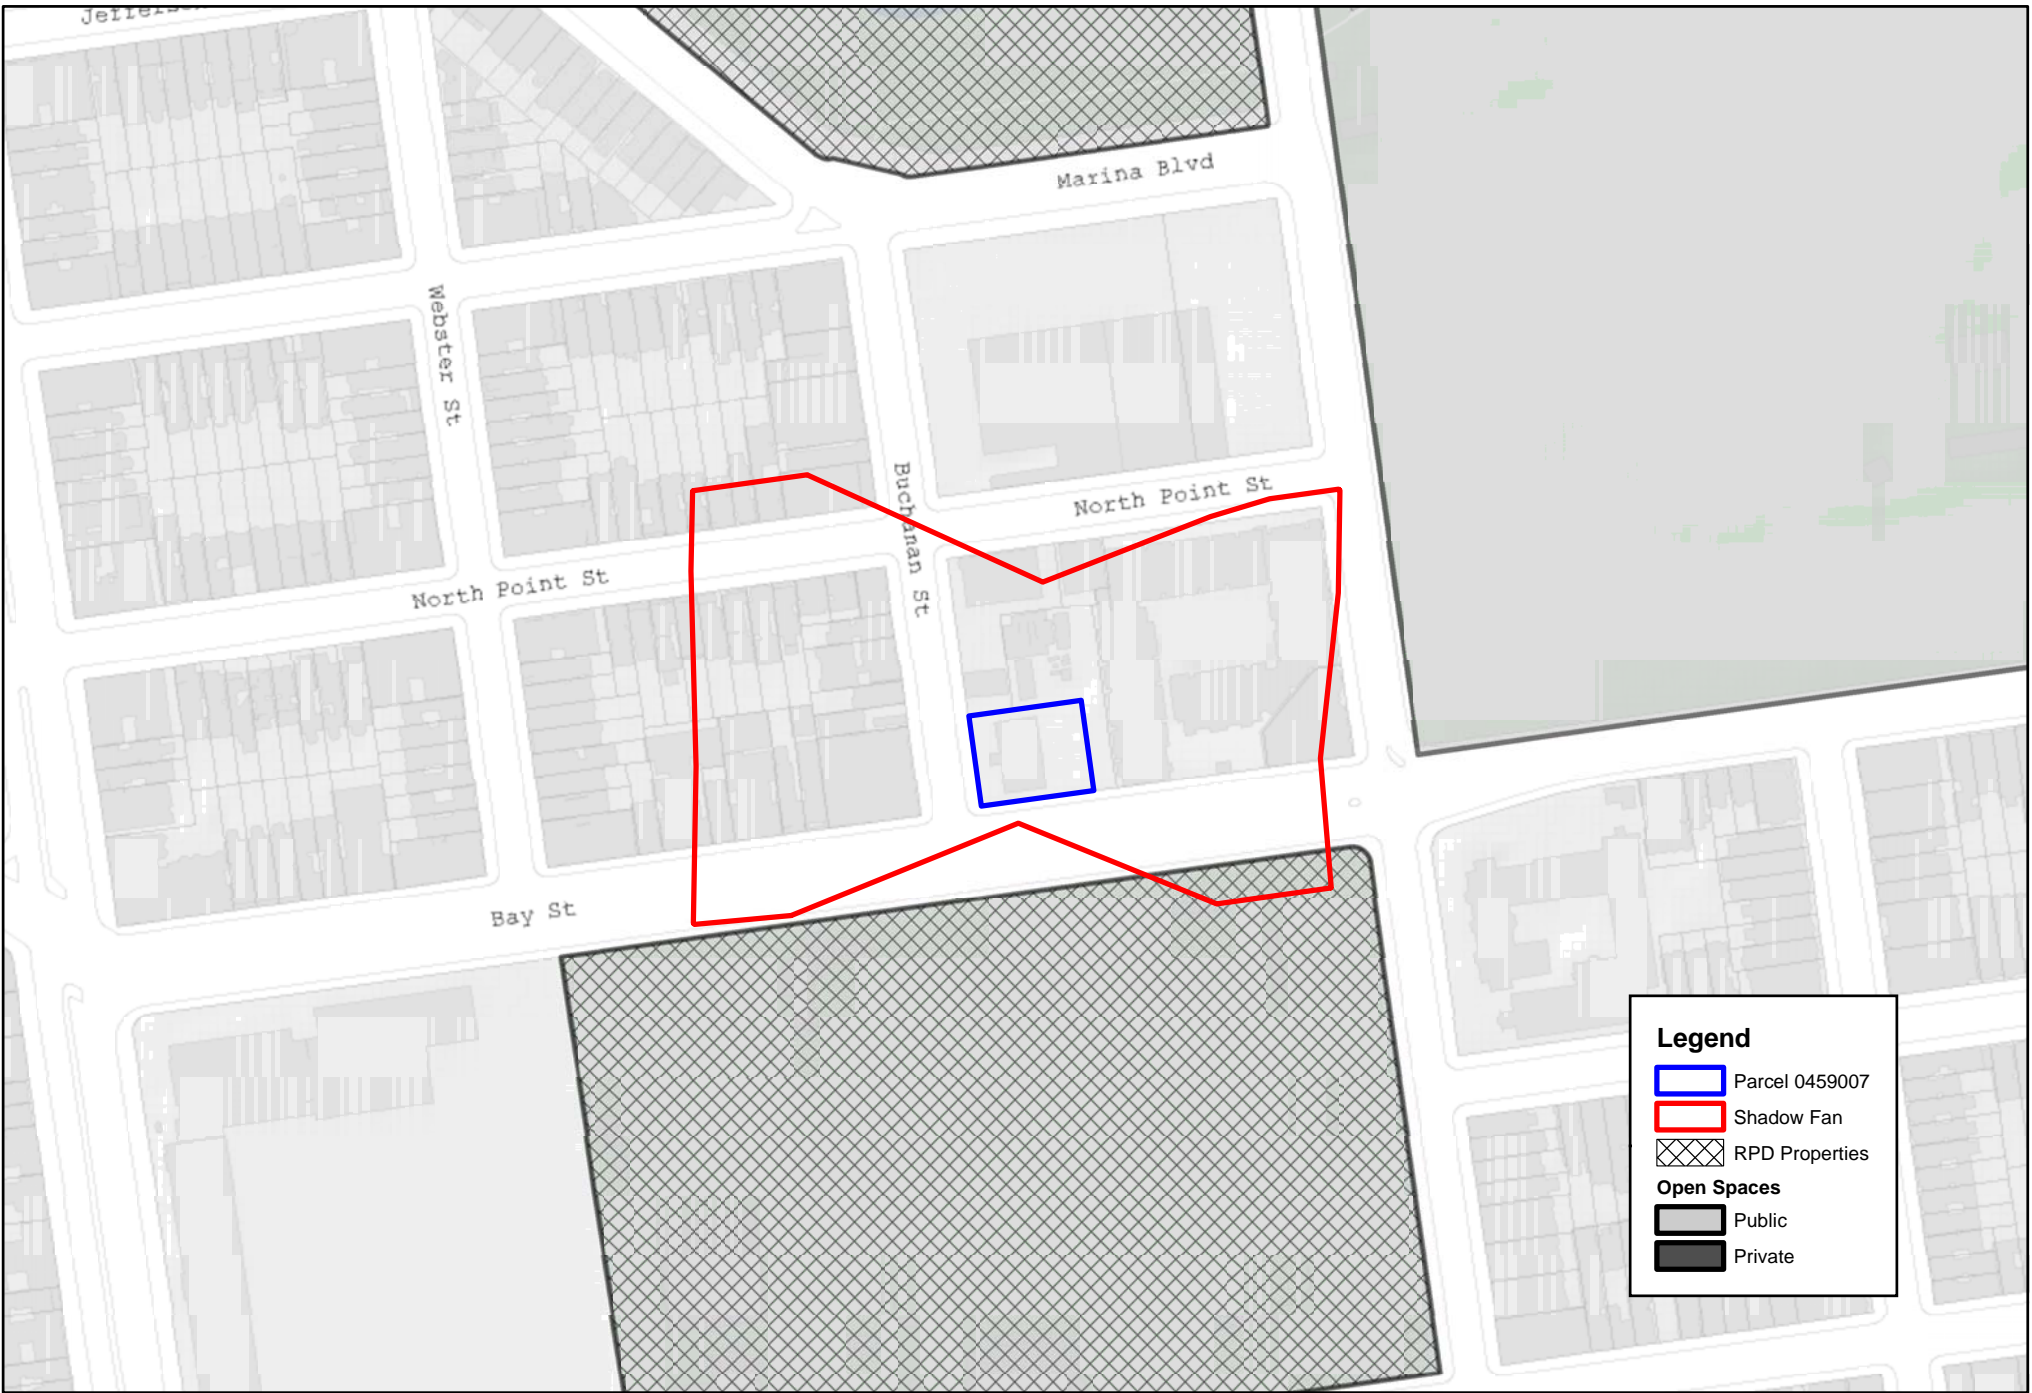 Marina Blvd
Webster St
Buchanan St
North Point St
North Point St
Bay St
Legend
Parcel 0459007
Shadow Fan
RPD Properties
Open Spaces
Public
Private